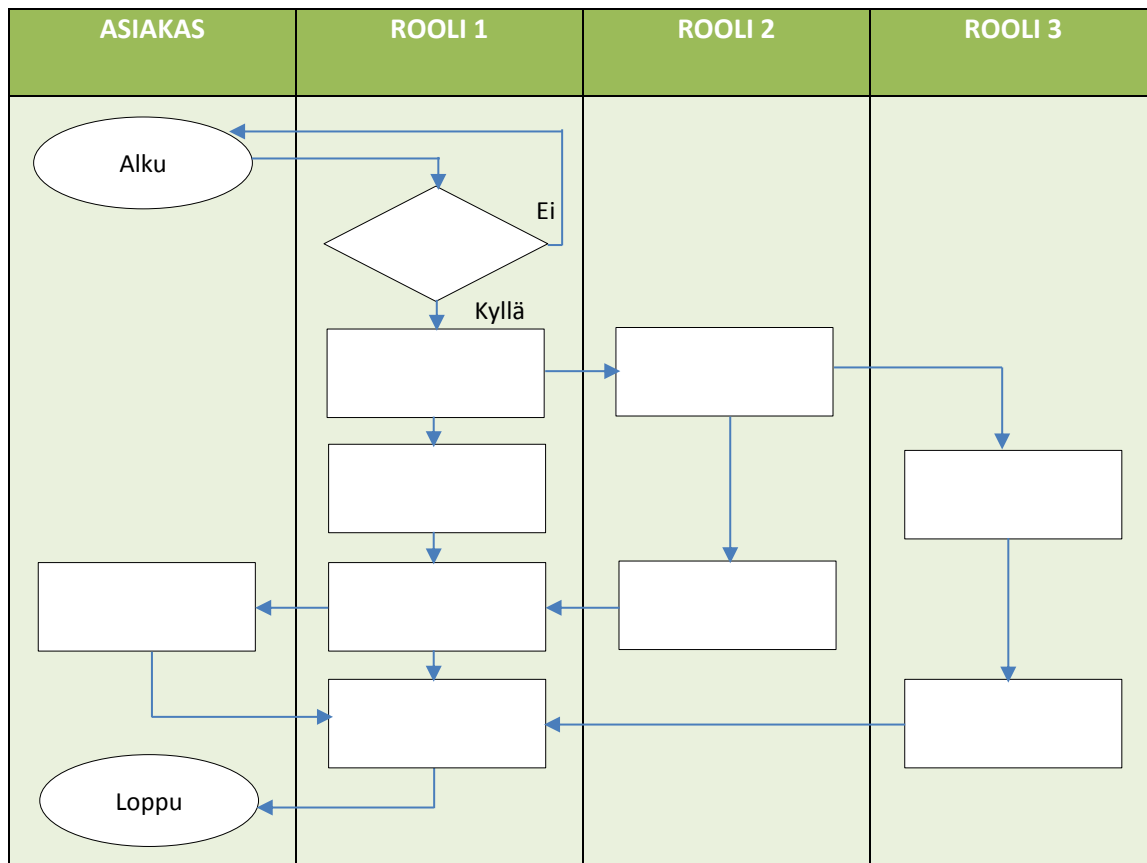 ASIAKAS
ROOLI 1
ROOLI 2
ROOLI 3
Alku
Ei
Kyllä
Loppu